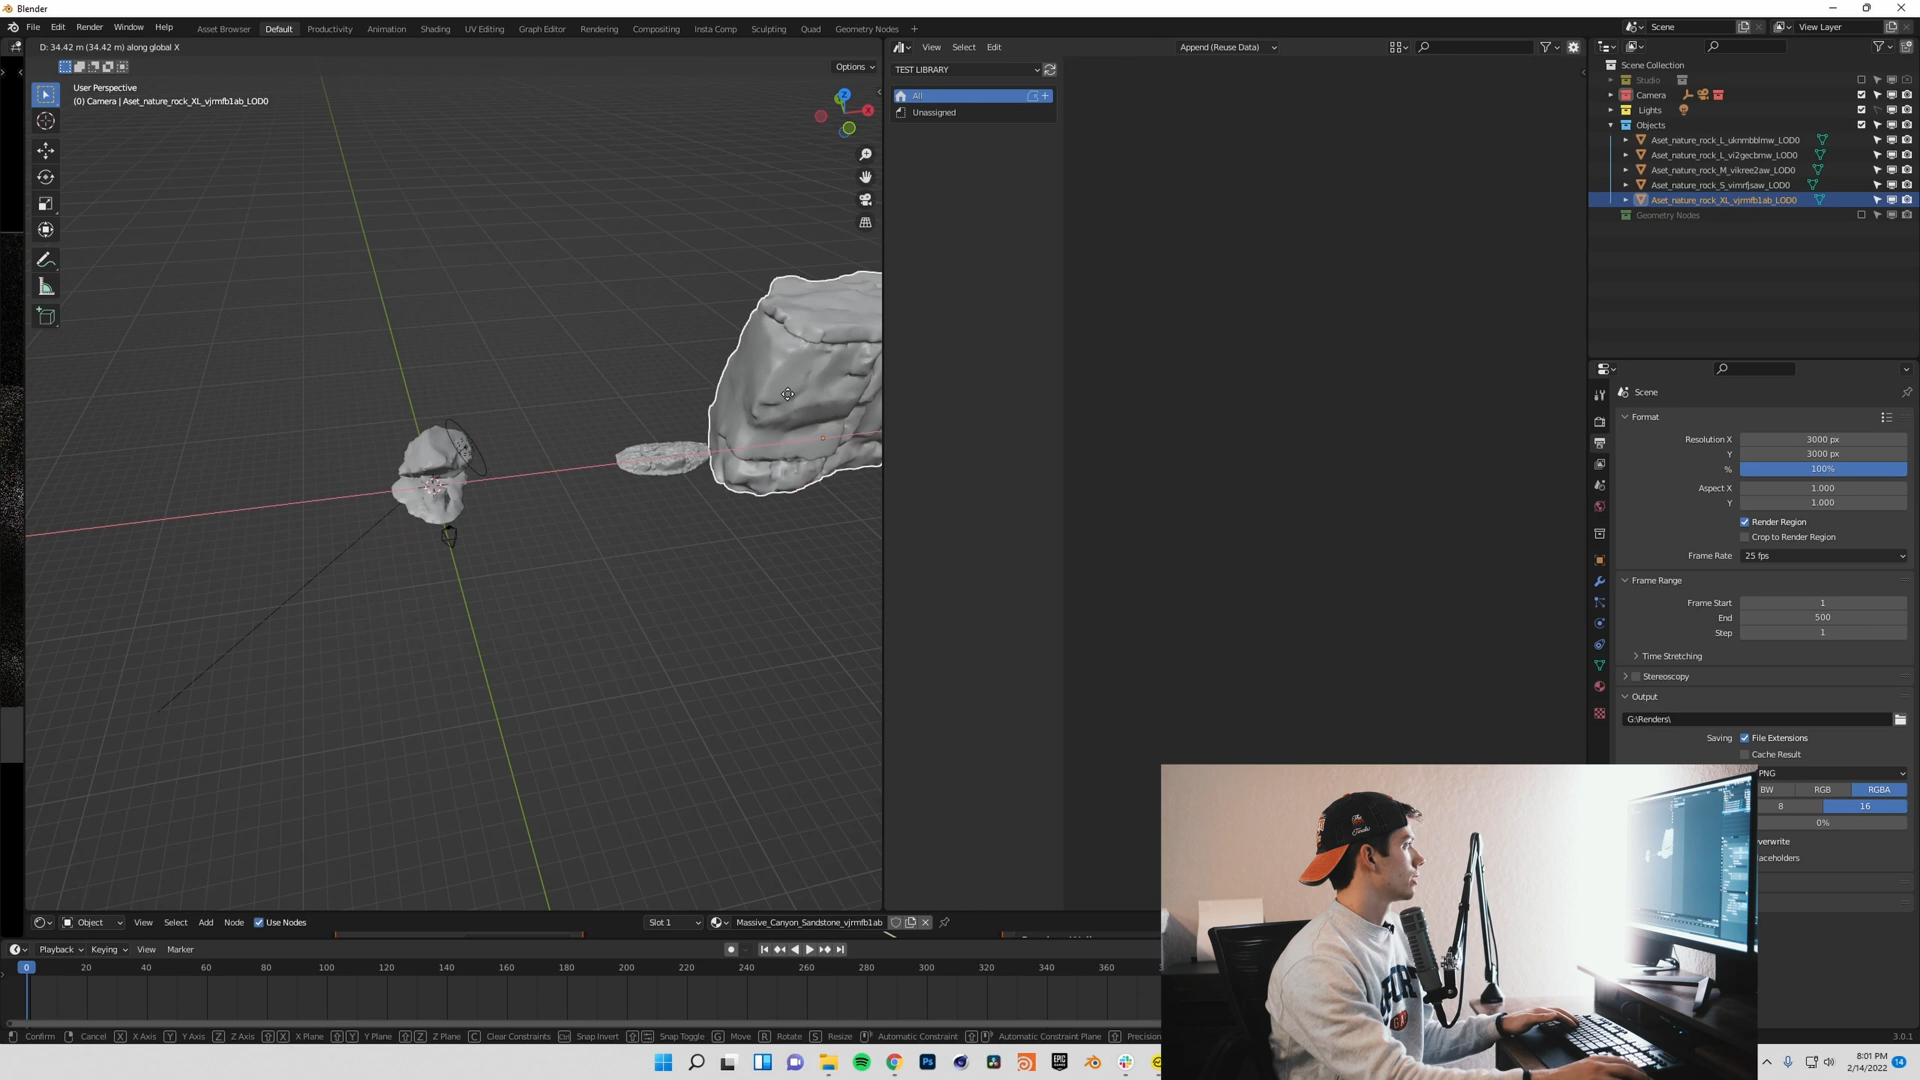 Blender
File Edit Render Window Help
Asset Browser Default Productivity Animation Shading UV Editing Graph Editor Rendering Compositing Insta Comp Sculpting Quad Geometry Nodes
Scene
View Layer
D: 34.42 m (34.42 m) along global X
View Select Edit
Append (Reuse Data)
Options
TEST LIBRARY
All
Unassigned
User Perspective
(0) Camera | Aset_nature_rock_XL_vjrmfb1ab_LOD0
Scene Collection
Studio
Camera
Lights
Objects
Aset_nature_rock_L_uknmbblmw_LOD0
Aset_nature_rock_L_vi2gecbmw_LOD0
Aset_nature_rock_M_vikree2aw_LOD0
Aset_nature_rock_S_vimrfjsaw_LOD0
Aset_nature_rock_XL_vjrmfb1ab_LOD0
Geometry Nodes
Scene
Format
Resolution X 3000 px
Y 3000 px
% 100%
Aspect X 1.000
Y 1.000
Render Region
Crop to Render Region
Frame Rate 25 fps
Frame Range
Frame Start 1
End 500
Step 1
Time Stretching
Stereoscopy
Output
G:\Renders\
Saving File Extensions
Cache Result
PNG
BW RGB RGBA
8 16
0%
verwrite
laceholders
Object View Select Add Node Use Nodes
Slot 1
Massive_Canyon_Sandstone_vjrmfb1ab
Playback Keying View Marker
0 20 40 60 80 100 120 140 160 180 200 220 240 260 280 300 320 340 360
Confirm Cancel X X Axis Y Y Axis Z Z Axis X X Plane Y Y Plane Z Z Plane C Clear Constraints Snap Invert Snap Toggle G Move R Rotate S Resize Automatic Constraint Automatic Constraint Plane Precision
3.0.1
8:01 PM
2/14/2022
14